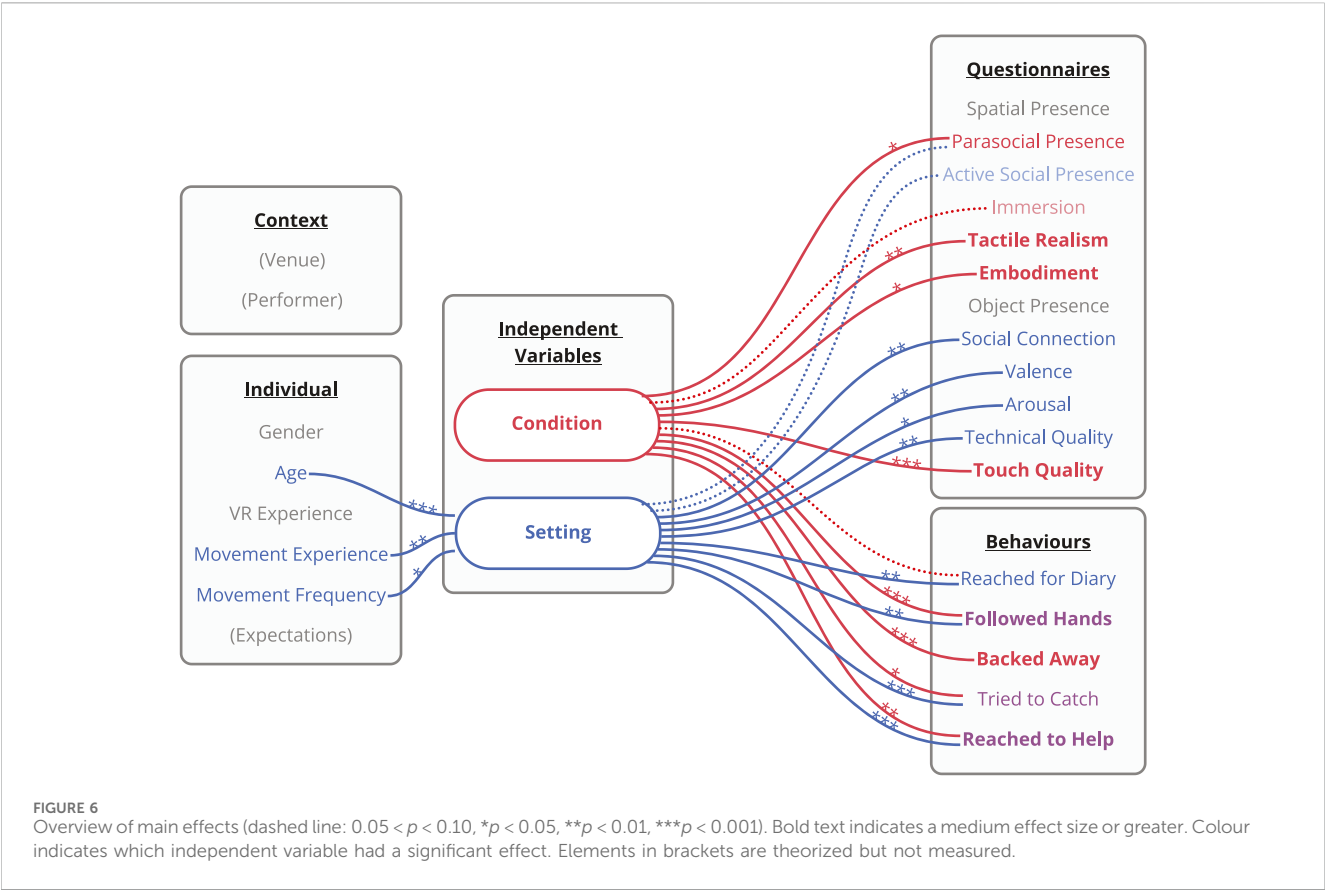 Context
(Venue)
(Performer)
Individual
Gender
Age
VR Experience
Movement Experience
Movement Frequency
(Expectations)
***
**
*
Independent
Variables
Condition
Setting
*
**
*
**
**
*
**
***
**
***
**
***
*
***
**
***
Questionnaires
Spatial Presence
Parasocial Presence
Active Social Presence
Immersion
Tactile Realism
Embodiment
Object Presence
Social Connection
Valence
Arousal
Technical Quality
Touch Quality
Behaviours
Reached for Diary
Followed Hands
Backed Away
Tried to Catch
Reached to Help
FIGURE 6
Overview of main effects (dashed line: 0.05 < p < 0.10, *p < 0.05, **p < 0.01, ***p < 0.001). Bold text indicates a medium effect size or greater. Colour
indicates which independent variable had a significant effect. Elements in brackets are theorized but not measured.